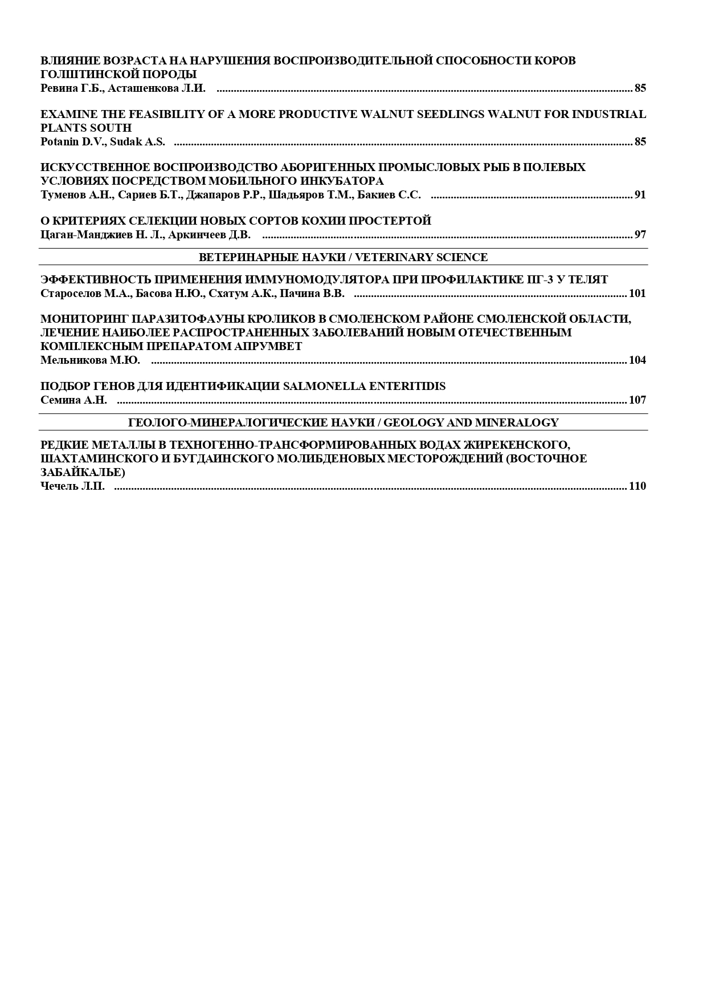 ВЛИЯНИЕ ВОЗРАСТА НА НАРУШЕНИЯ ВОСПРОИЗВОДИТЕЛЬНОЙ СПОСОБНОСТИ КОРОВ
ГОЛШТИНСКОЙ ПОРОДЫ
Ревина Г.Б., Асташенкова Л.И. ........................ 85
EXAMINE THE FEASIBILITY OF A MORE PRODUCTIVE WALNUT SEEDLINGS WALNUT FOR INDUSTRIAL
PLANTS SOUTH
Potanin D.V., Sudak A.S. ........................ 85
ИСКУССТВЕННОЕ ВОСПРОИЗВОДСТВО АБОРИГЕННЫХ ПРОМЫСЛОВЫХ РЫБ В ПОЛЕВЫХ
УСЛОВИЯХ ПОСРЕДСТВОМ МОБИЛЬНОГО ИНКУБАТОРА
Туменов А.Н., Сариев Б.Т., Джапаров Р.Р., Шадьяров Т.М., Бакиев С.С. ........................ 91
О КРИТЕРИЯХ СЕЛЕКЦИИ НОВЫХ СОРТОВ КОХИИ ПРОСТЕРТОЙ
Цаган-Манджиев Н. Л., Аркинчеев Д.В. ........................ 97
ВЕТЕРИНАРНЫЕ НАУКИ / VETERINARY SCIENCE
ЭФФЕКТИВНОСТЬ ПРИМЕНЕНИЯ ИММУНОМОДУЛЯТОРА ПРИ ПРОФИЛАКТИКЕ ПГ-3 У ТЕЛЯТ
Староселов М.А., Басова Н.Ю., Схатум А.К., Пачина В.В. ........................ 101
МОНИТОРИНГ ПАРАЗИТОФАУНЫ КРОЛИКОВ В СМОЛЕНСКОМ РАЙОНЕ СМОЛЕНСКОЙ ОБЛАСТИ,
ЛЕЧЕНИЕ НАИБОЛЕЕ РАСПРОСТРАНЕННЫХ ЗАБОЛЕВАНИЙ НОВЫМ ОТЕЧЕСТВЕННЫМ
КОМПЛЕКСНЫМ ПРЕПАРАТОМ АПРУМВЕТ
Мельникова М.Ю. ........................ 104
ПОДБОР ГЕНОВ ДЛЯ ИДЕНТИФИКАЦИИ SALMONELLA ENTERITIDIS
Семина А.Н. ........................ 107
ГЕОЛОГО-МИНЕРАЛОГИЧЕСКИЕ НАУКИ / GEOLOGY AND MINERALOGY
РЕДКИЕ МЕТАЛЛЫ В ТЕХНОГЕННО-ТРАНСФОРМИРОВАННЫХ ВОДАХ ЖИРЕКЕНСКОГО,
ШАХТАМИНСКОГО И БУГДАИНСКОГО МОЛИБДЕНОВЫХ МЕСТОРОЖДЕНИЙ (ВОСТОЧНОЕ
ЗАБАЙКАЛЬЕ)
Чечель Л.П. ........................ 110